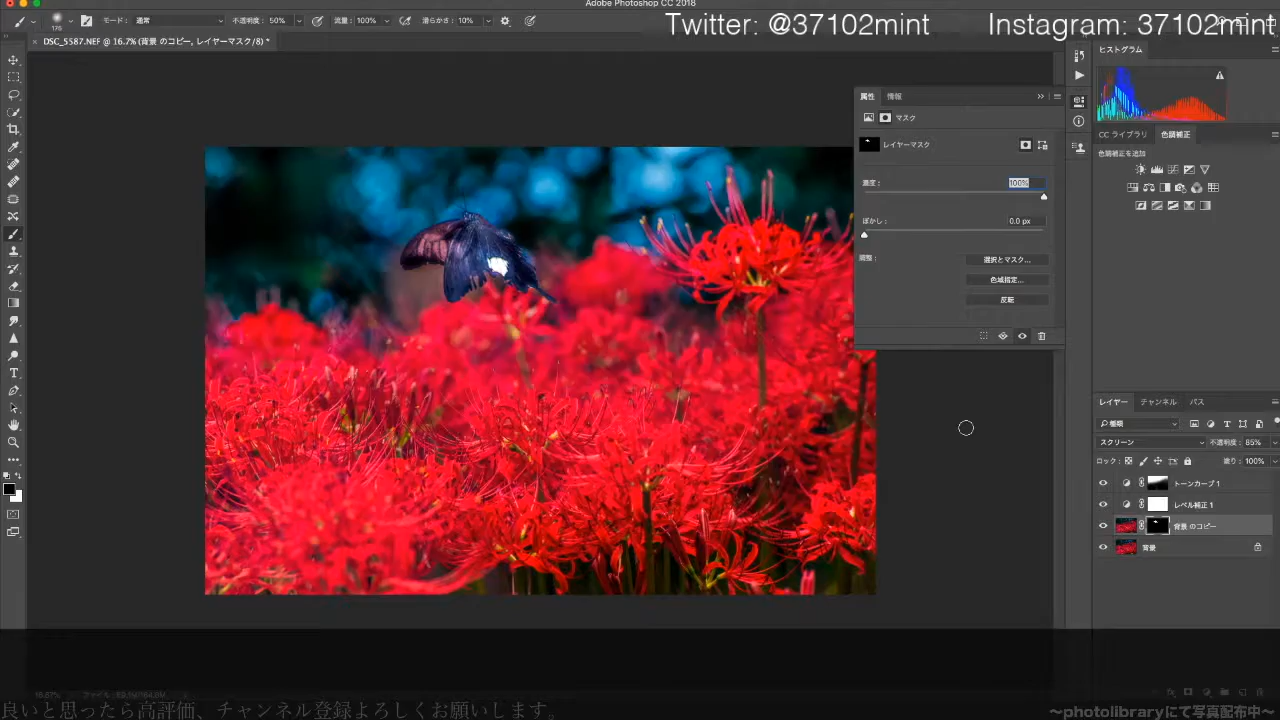 Adobe Photoshop CC 2018
モード： 通常 不透明度： 50% 流量： 100% 滑らかさ： 10%
Twitter: @37102mint Instagram: 37102mint
DSC_5587.NEF @ 16.7% (背景 のコピー, レイヤーマスク/8) *
ヒストグラム
属性 情報
マスク
レイヤーマスク
濃度： 100%
ぼかし： 0.0 px
調整：
選択とマスク...
色域指定...
反転
CC ライブラリ 色調補正
色調補正を追加
レイヤー チャンネル パス
種類
スクリーン 不透明度： 85%
ロック： 塗り： 100%
トーンカーブ 1
レベル補正 1
背景 のコピー
背景
良いと思ったら高評価、チャンネル登録よろしくお願いします。
〜photolibraryにて写真配布中〜